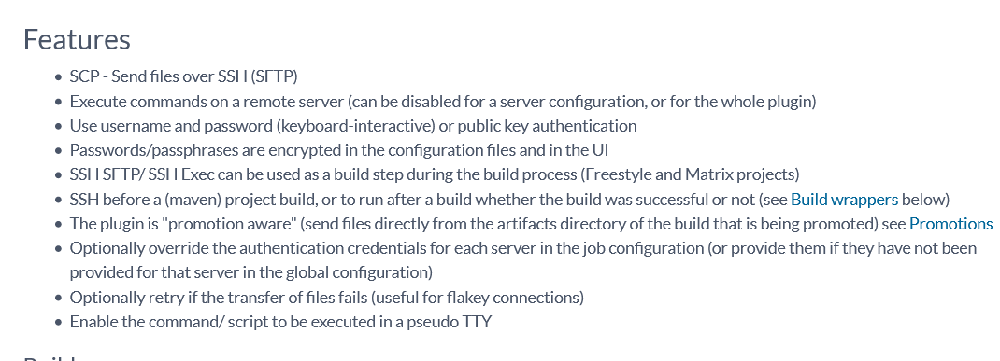 Features
• SCP - Send files over SSH (SFTP)
• Execute commands on a remote server (can be disabled for a server configuration, or for the whole plugin)
• Use username and password (keyboard-interactive) or public key authentication
• Passwords/passphrases are encrypted in the configuration files and in the UI
• SSH SFTP/ SSH Exec can be used as a build step during the build process (Freestyle and Matrix projects)
• SSH before a (maven) project build, or to run after a build whether the build was successful or not (see Build wrappers below)
• The plugin is "promotion aware" (send files directly from the artifacts directory of the build that is being promoted) see Promotions
• Optionally override the authentication credentials for each server in the job configuration (or provide them if they have not been
provided for that server in the global configuration)
• Optionally retry if the transfer of files fails (useful for flakey connections)
• Enable the command/ script to be executed in a pseudo TTY